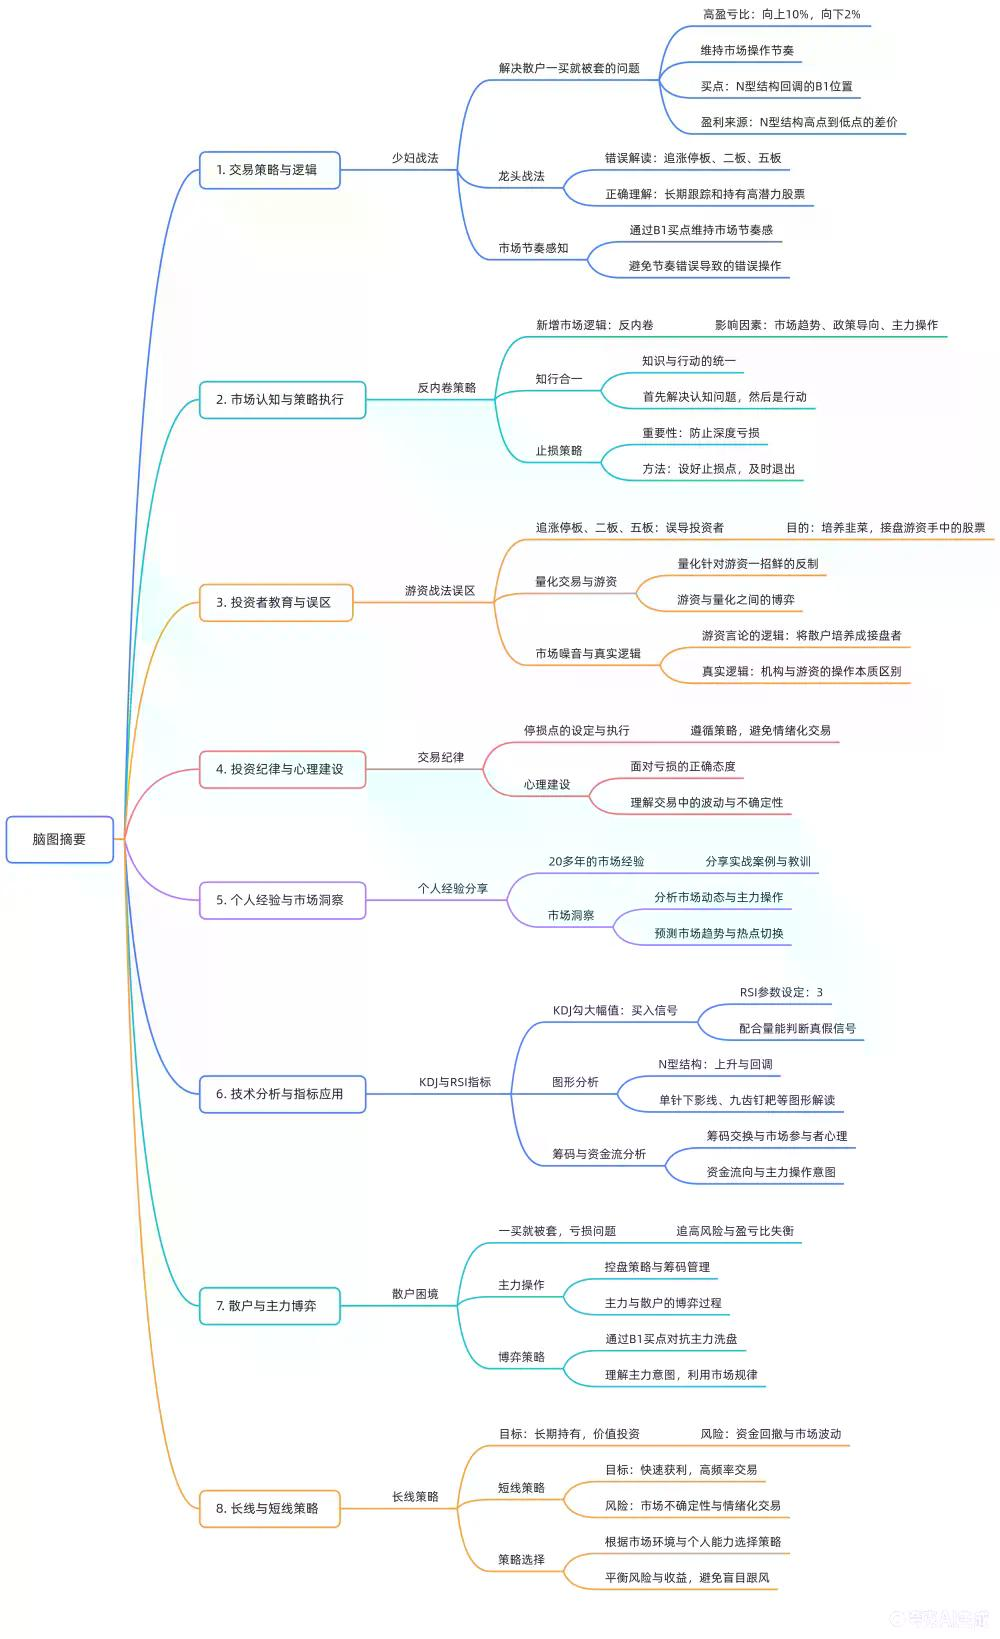 脑图摘要
1. 交易策略与逻辑
少妇战法
解决散户一买就被套的问题
高盈亏比：向上10%，向下2%
维持市场操作节奏
买点：N型结构回调的B1位置
盈利来源：N型结构高点到低点的差价
龙头战法
错误解读：追涨停板、二板、五板
正确理解：长期跟踪和持有高潜力股票
市场节奏感知
通过B1买点维持市场节奏感
避免节奏错误导致的错误操作
2. 市场认知与策略执行
反内卷策略
新增市场逻辑：反内卷
影响因素：市场趋势、政策导向、主力操作
知行合一
知识与行动的统一
首先解决认知问题，然后是行动
止损策略
重要性：防止深度亏损
方法：设好止损点，及时退出
3. 投资者教育与误区
游资战法误区
追涨停板、二板、五板：误导投资者
目的：培养韭菜，接盘游资手中的股票
量化交易与游资
量化针对游资一招鲜的反制
游资与量化之间的博弈
市场噪音与真实逻辑
游资言论的逻辑：将散户培养成接盘者
真实逻辑：机构与游资的操作本质区别
4. 投资纪律与心理建设
交易纪律
停损点的设定与执行
遵循策略，避免情绪化交易
心理建设
面对亏损的正确态度
理解交易中的波动与不确定性
5. 个人经验与市场洞察
个人经验分享
20多年的市场经验
分享实战案例与教训
市场洞察
分析市场动态与主力操作
预测市场趋势与热点切换
6. 技术分析与指标应用
KDJ与RSI指标
KDJ勾大幅值：买入信号
RSI参数设定：3
配合量能判断真假信号
图形分析
N型结构：上升与回调
单针下影线、九齿钉耙等图形解读
筹码与资金流分析
筹码交换与市场参与者心理
资金流向与主力操作意图
7. 散户与主力博弈
散户困境
一买就被套，亏损问题
追高风险与盈亏比失衡
主力操作
控盘策略与筹码管理
主力与散户的博弈过程
博弈策略
通过B1买点对抗主力洗盘
理解主力意图，利用市场规律
8. 长线与短线策略
长线策略
目标：长期持有，价值投资
风险：资金回撤与市场波动
短线策略
目标：快速获利，高频率交易
风险：市场不确定性与情绪化交易
策略选择
根据市场环境与个人能力选择策略
平衡风险与收益，避免盲目跟风